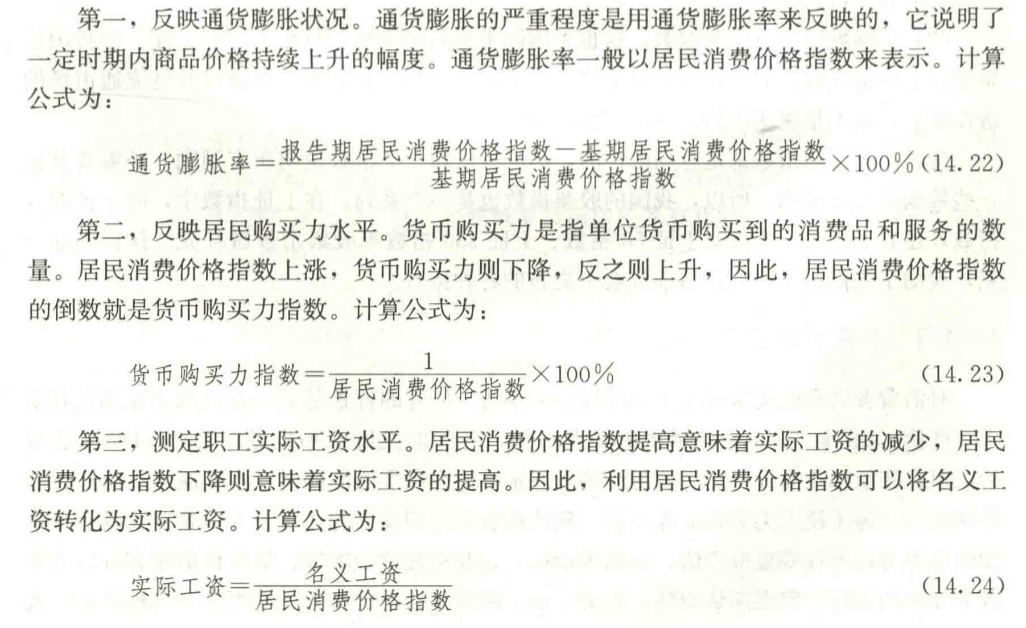 第一，反映通货膨胀状况。通货膨胀的严重程度是用通货膨胀率来反映的，它说明了
一定时期内商品价格持续上升的幅度。通货膨胀率一般以居民消费价格指数来表示。计算
公式为：
通货膨胀率＝报告期居民消费价格指数－基期居民消费价格指数/基期居民消费价格指数×100%(14.22)
第二，反映居民购买力水平。货币购买力是指单位货币购买到的消费品和服务的数
量。居民消费价格指数上涨，货币购买力则下降，反之则上升，因此，居民消费价格指数
的倒数就是货币购买力指数。计算公式为：
货币购买力指数＝1/居民消费价格指数×100% (14.23)
第三，测定职工实际工资水平。居民消费价格指数提高意味着实际工资的减少，居民
消费价格指数下降则意味着实际工资的提高。因此，利用居民消费价格指数可以将名义工
资转化为实际工资。计算公式为：
实际工资＝名义工资/居民消费价格指数 (14.24)